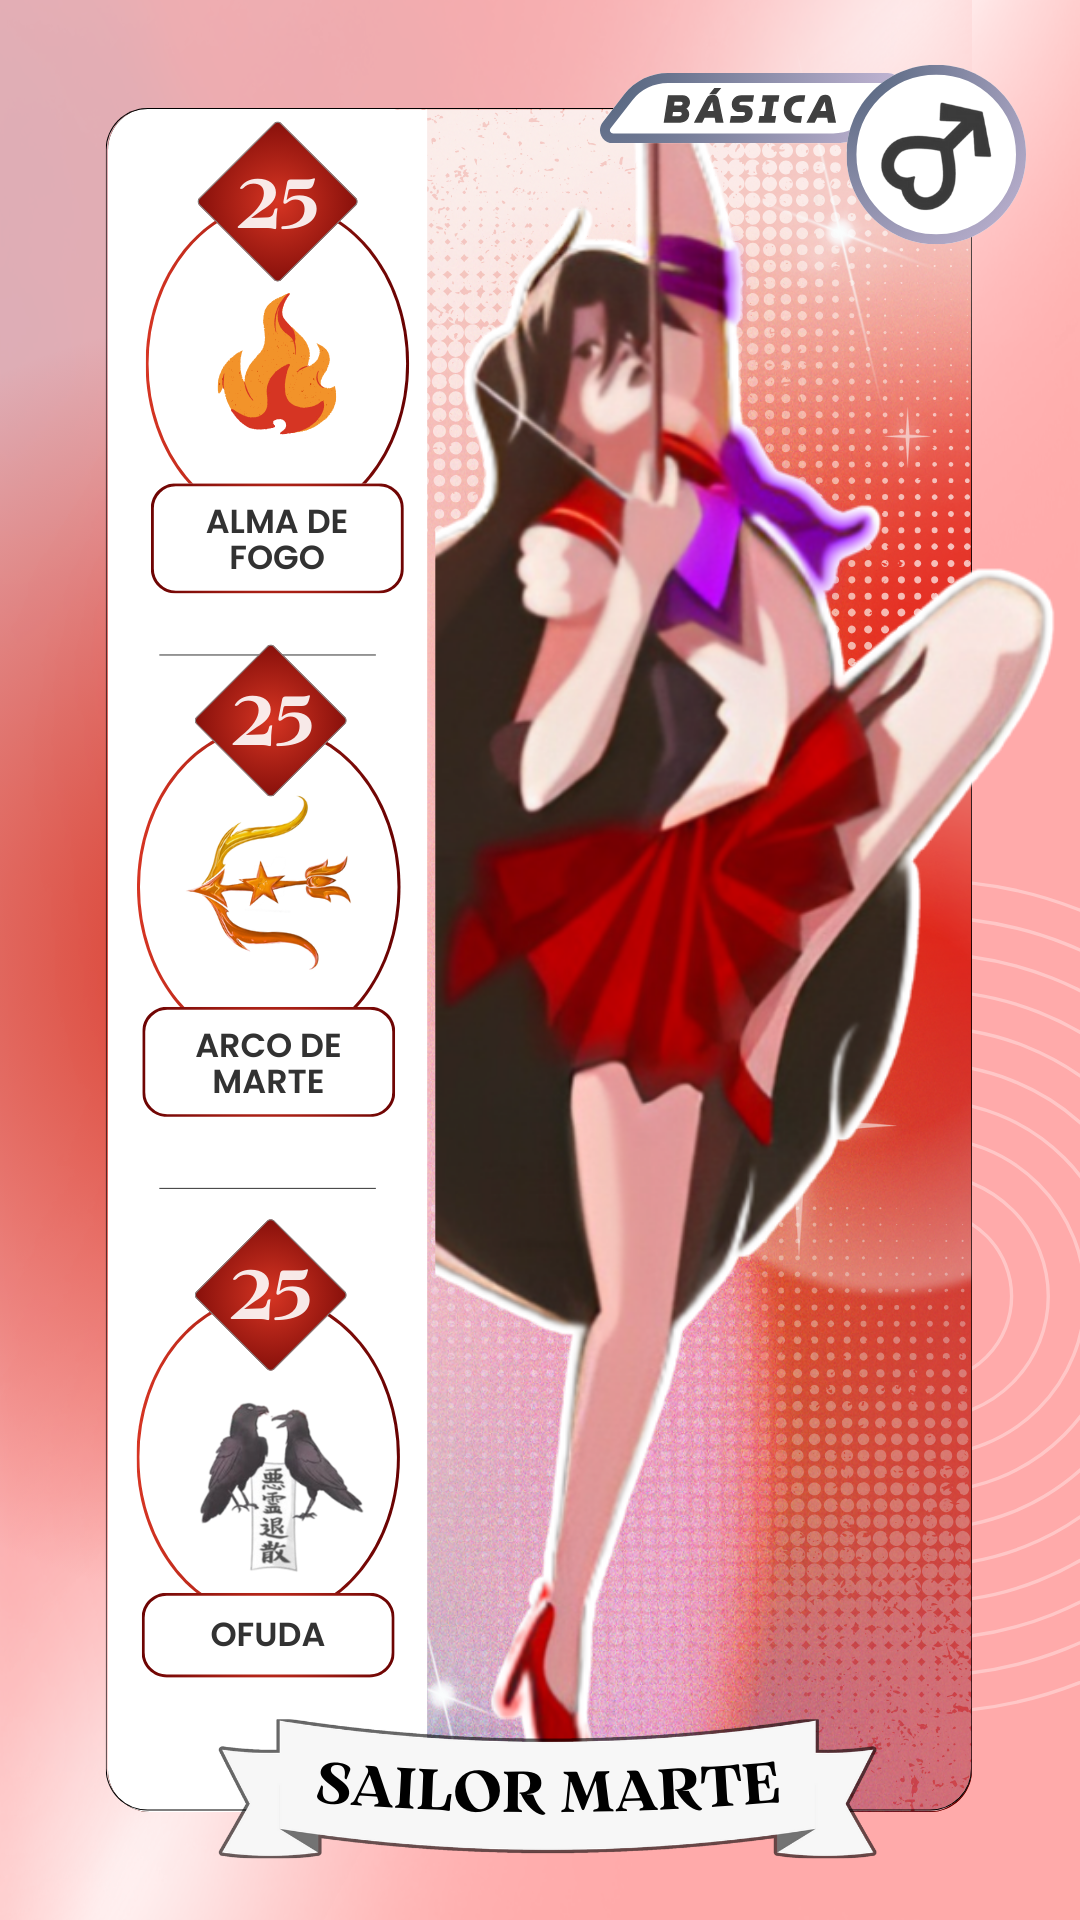 BÁSICA
25
ALMA DE
FOGO
25
ARCO DE
MARTE
25
悪
霊
退
散
OFUDA
SAILOR MARTE